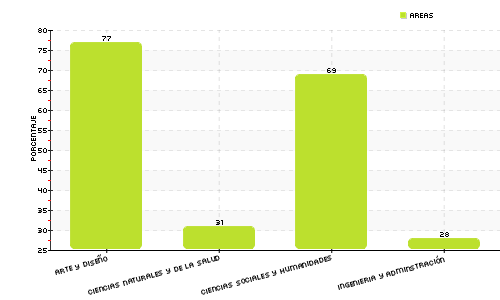 AREAS
PORCENTAJE
80
75
70
65
60
55
50
45
40
35
30
25
77
31
69
28
ARTE Y DISEÑO
CIENCIAS NATURALES Y DE LA SALUD
CIENCIAS SOCIALES Y HUMANIDADES
INGENIERIA Y ADMINSTRACIÓN